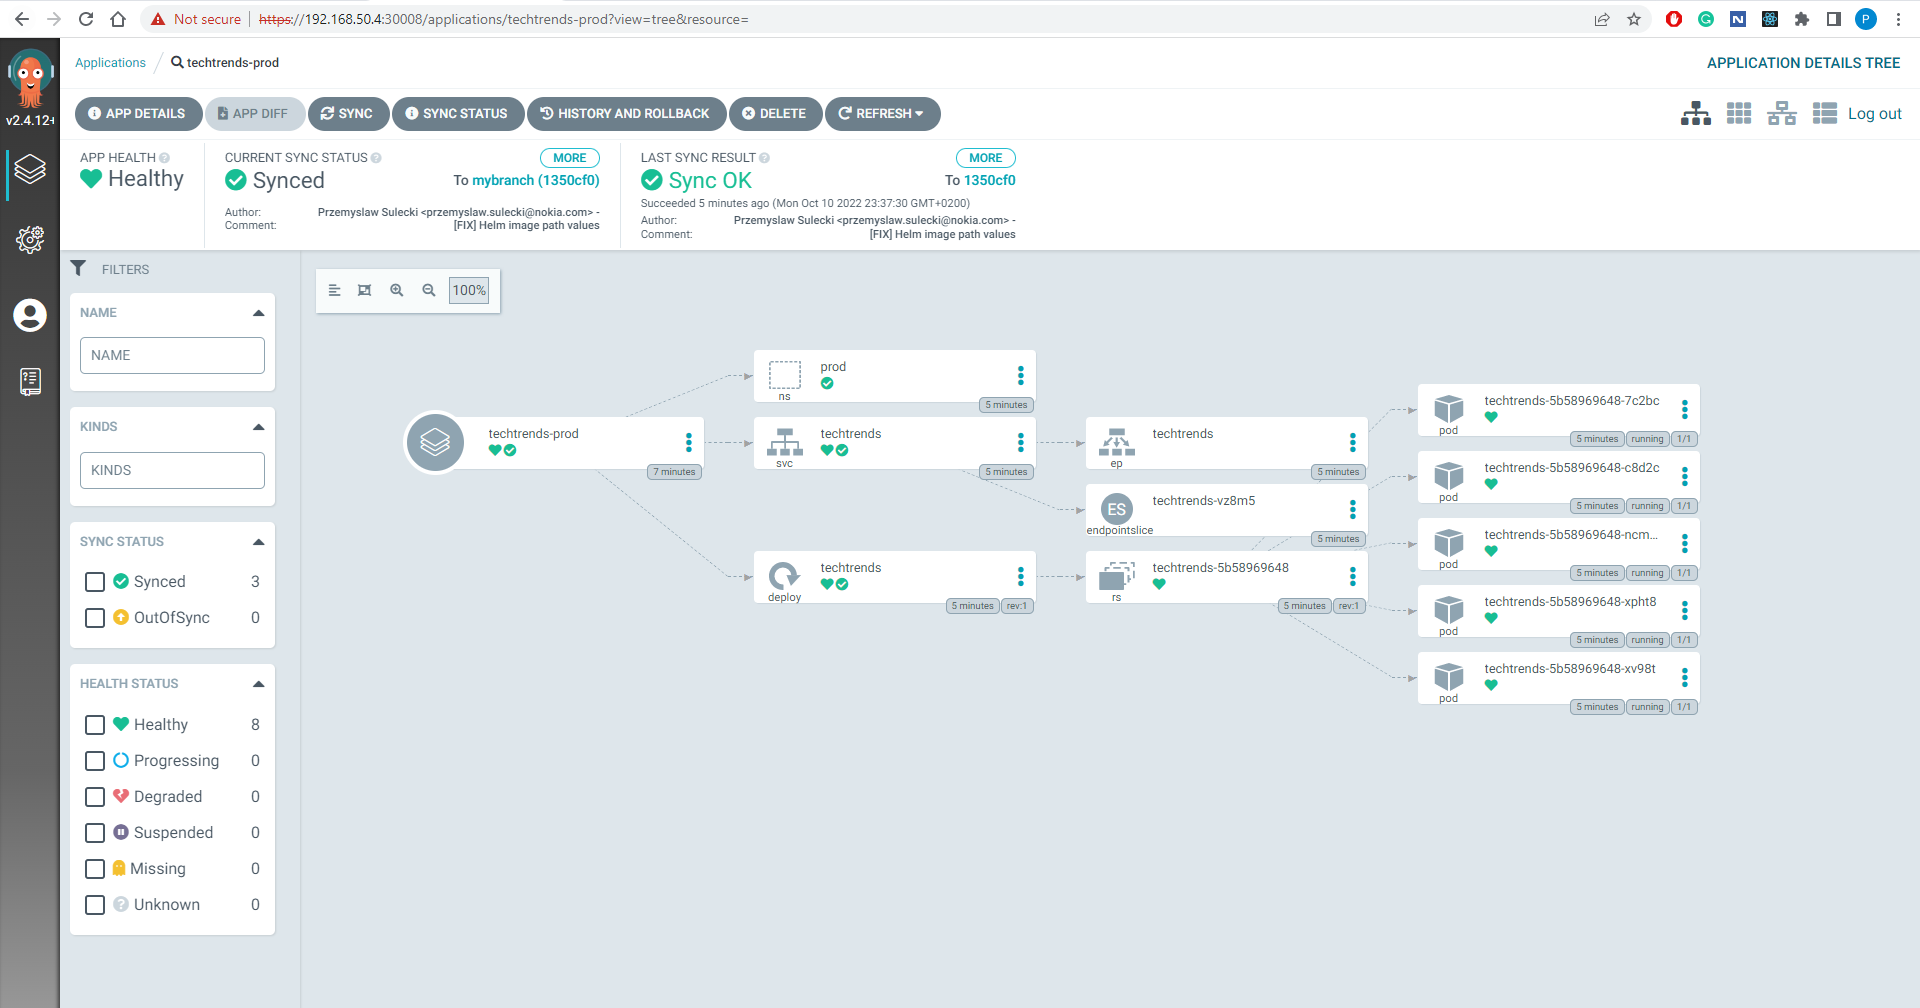 Not secure https://192.168.50.4:30008/applications/techtrends-prod?view=tree&resource=
P
v2.4.12+
Applications / techtrends-prod
APPLICATION DETAILS TREE
APP DETAILS APP DIFF SYNC SYNC STATUS HISTORY AND ROLLBACK DELETE REFRESH
Log out
APP HEALTH
Healthy
CURRENT SYNC STATUS MORE
Synced To mybranch (1350cf0)
Author: Przemyslaw Sulecki <przemyslaw.sulecki@nokia.com> -
Comment: [FIX] Helm image path values
LAST SYNC RESULT MORE
Sync OK To 1350cf0
Succeeded 5 minutes ago (Mon Oct 10 2022 23:37:30 GMT+0200)
Author: Przemyslaw Sulecki <przemyslaw.sulecki@nokia.com> -
Comment: [FIX] Helm image path values
FILTERS
NAME
NAME
KINDS
KINDS
SYNC STATUS
Synced 3
OutOfSync 0
HEALTH STATUS
Healthy 8
Progressing 0
Degraded 0
Suspended 0
Missing 0
Unknown 0
100%
techtrends-prod
7 minutes
prod
ns
5 minutes
techtrends
svc
5 minutes
techtrends
deploy
5 minutes rev:1
techtrends
ep
5 minutes
ES
techtrends-vz8m5
endpointslice
5 minutes
techtrends-5b58969648
rs
5 minutes rev:1
techtrends-5b58969648-7c2bc
pod
5 minutes running 1/1
techtrends-5b58969648-c8d2c
pod
5 minutes running 1/1
techtrends-5b58969648-ncm...
pod
5 minutes running 1/1
techtrends-5b58969648-xpht8
pod
5 minutes running 1/1
techtrends-5b58969648-xv98t
pod
5 minutes running 1/1